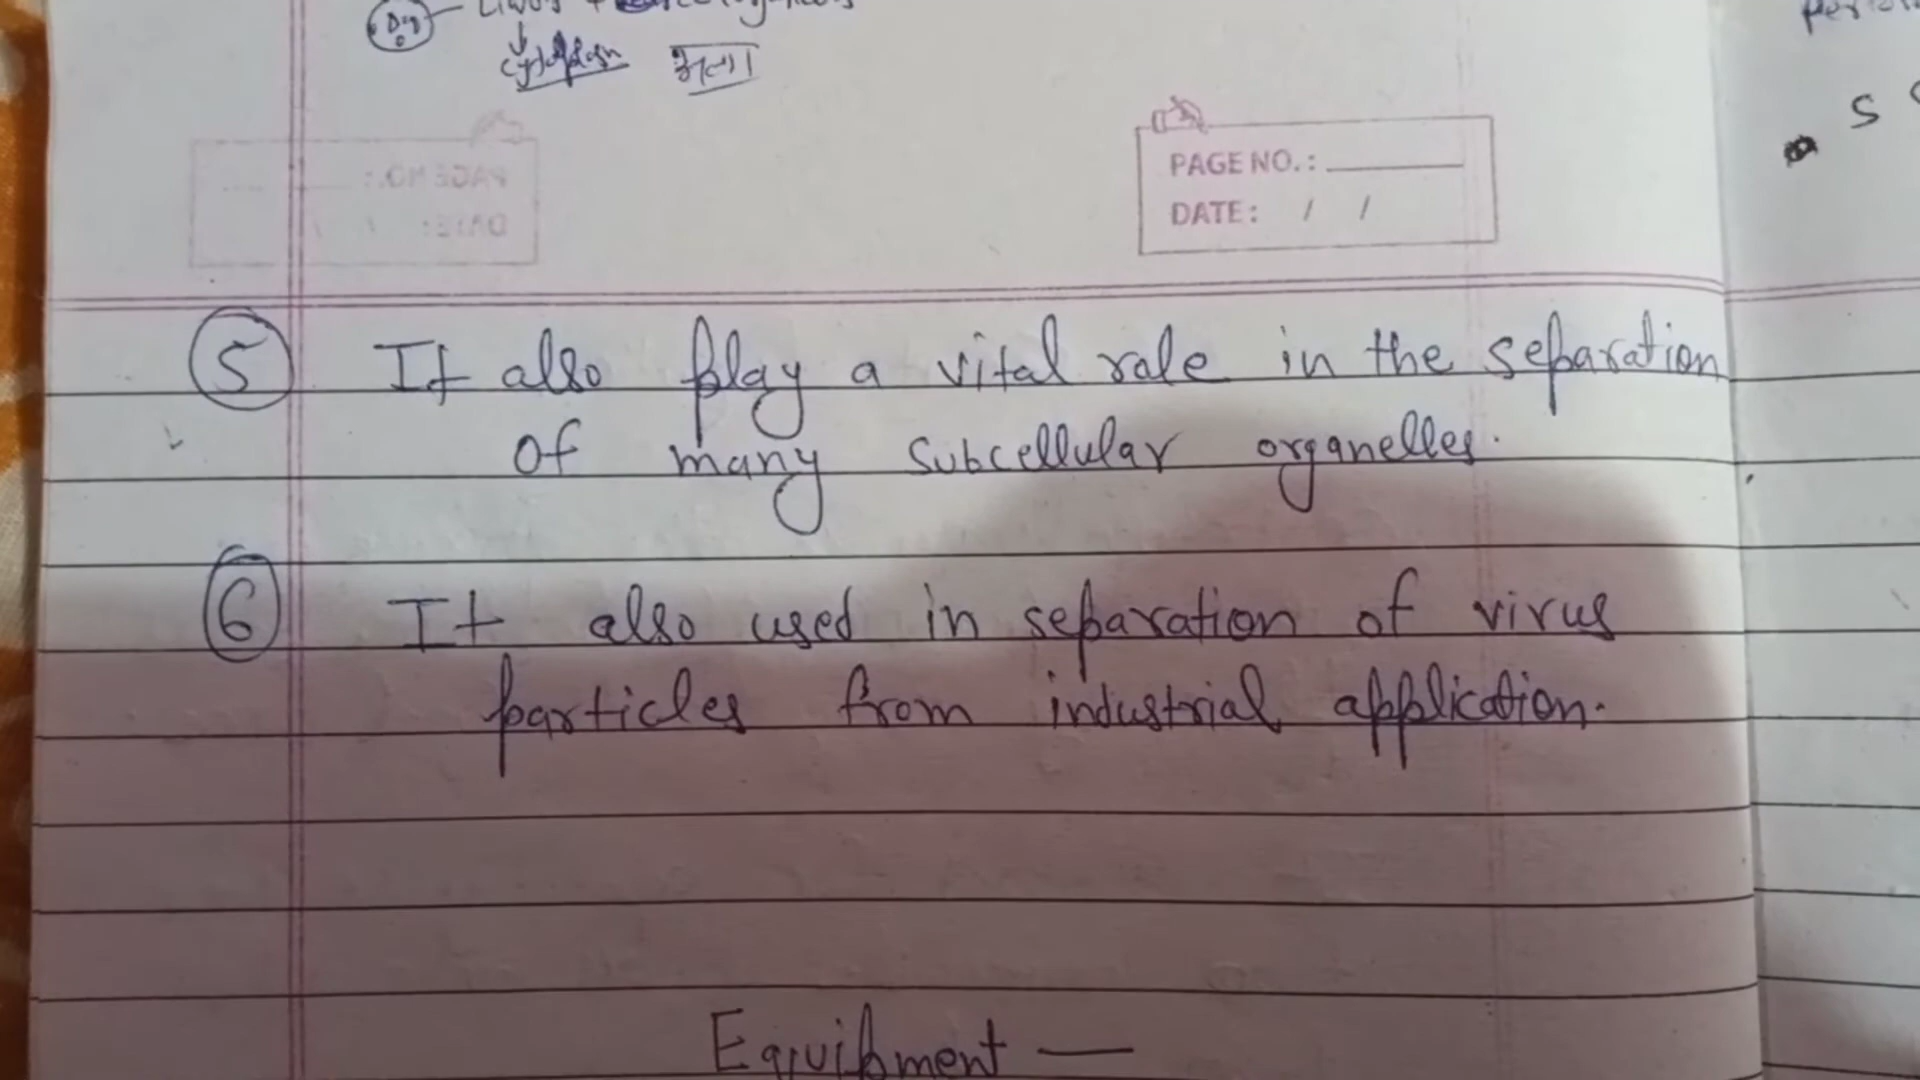 PAGE NO.:
DATE: / /
5 It also play a vital role in the separation
of many subcellular organelles.
6 It also used in separation of virus
particles from industrial application.
Equipment —